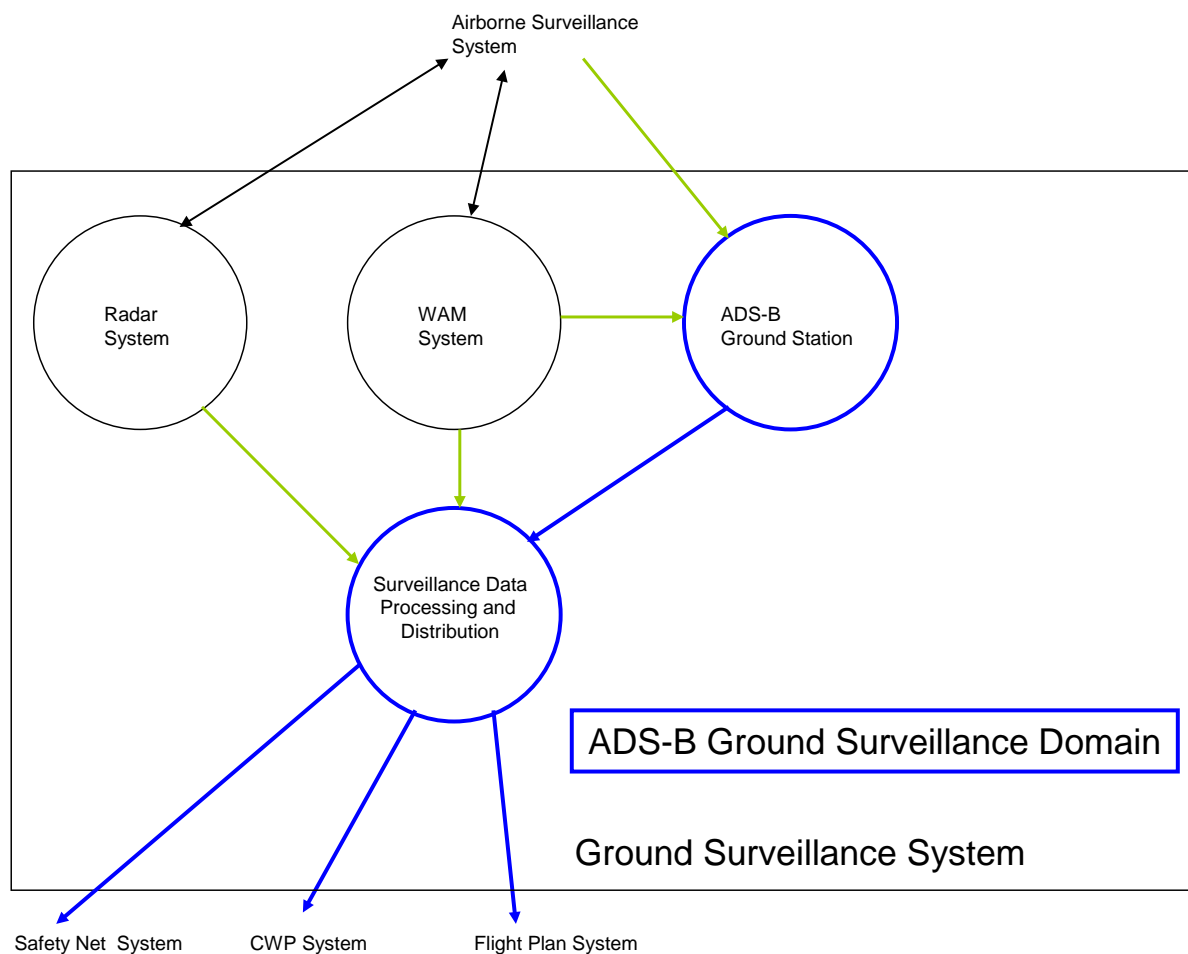 Airborne Surveillance
System
Radar
System
WAM
System
ADS-B
Ground Station
Surveillance Data
Processing and
Distribution
ADS-B Ground Surveillance Domain
Ground Surveillance System
Safety Net System
CWP System
Flight Plan System